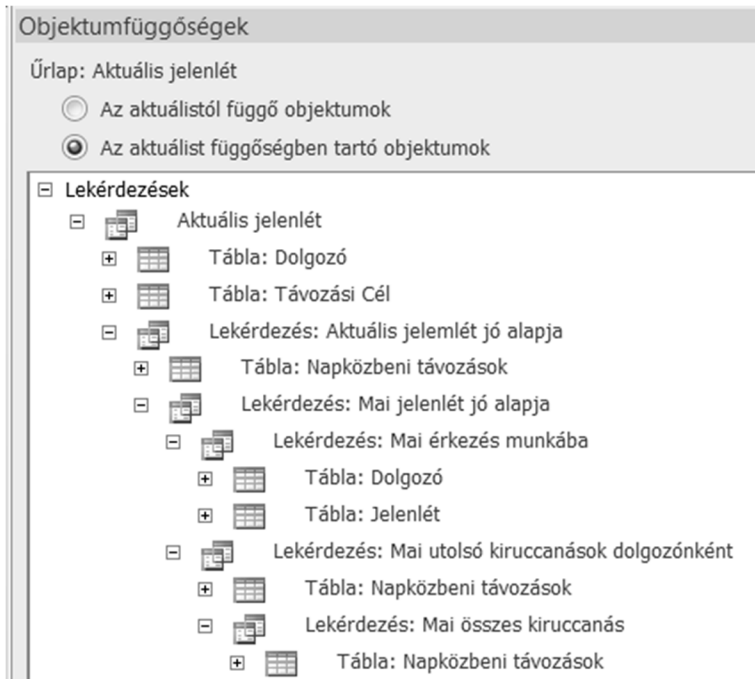 Objektumfüggőségek
Űrlap: Aktuális jelenlét
Az aktuálistól függő objektumok
Az aktuálist függőségben tartó objektumok
Lekérdezések
Aktuális jelenlét
Tábla: Dolgozó
Tábla: Távozási Cél
Lekérdezés: Aktuális jelemlét jó alapja
Tábla: Napközbeni távozások
Lekérdezés: Mai jelenlét jó alapja
Lekérdezés: Mai érkezés munkába
Tábla: Dolgozó
Tábla: Jelenlét
Lekérdezés: Mai utolsó kiruccanások dolgozónként
Tábla: Napközbeni távozások
Lekérdezés: Mai összes kiruccanás
Tábla: Napközbeni távozások